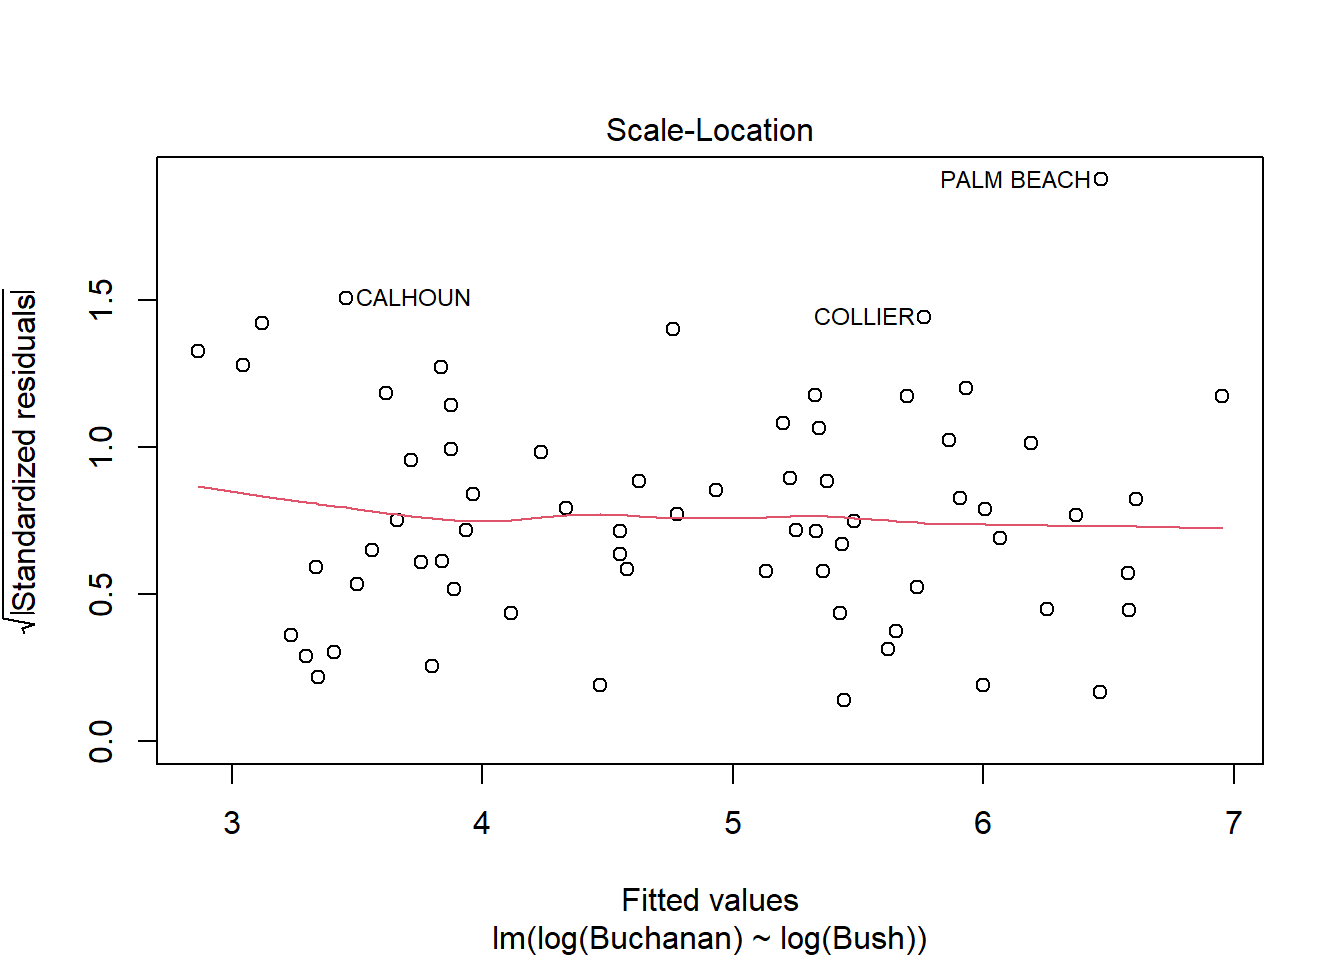 Scale-Location
PALM BEACH
CALHOUN
COLLIER
√|Standardized residuals|
1.5
1.0
0.5
0.0
3 4 5 6 7
Fitted values
lm(log(Buchanan) ~ log(Bush))